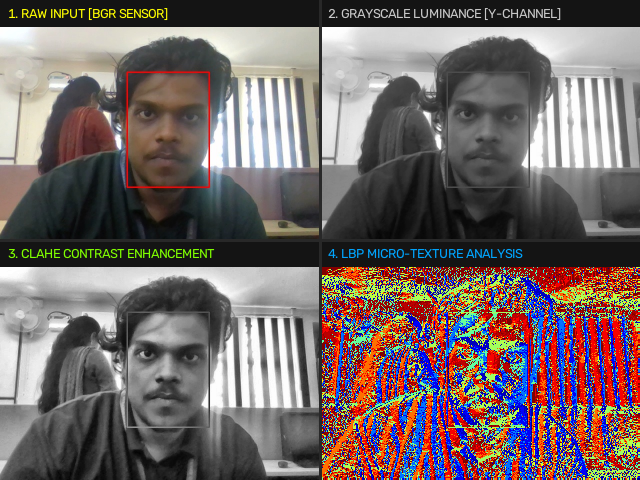 1. RAW INPUT [BGR SENSOR]
2. GRAYSCALE LUMINANCE [Y-CHANNEL]
3. CLAHE CONTRAST ENHANCEMENT
4. LBP MICRO-TEXTURE ANALYSIS